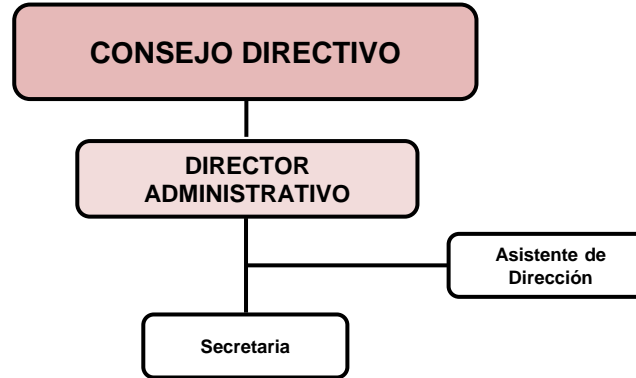 CONSEJO DIRECTIVO
DIRECTOR
ADMINISTRATIVO
Asistente de
Dirección
Secretaria